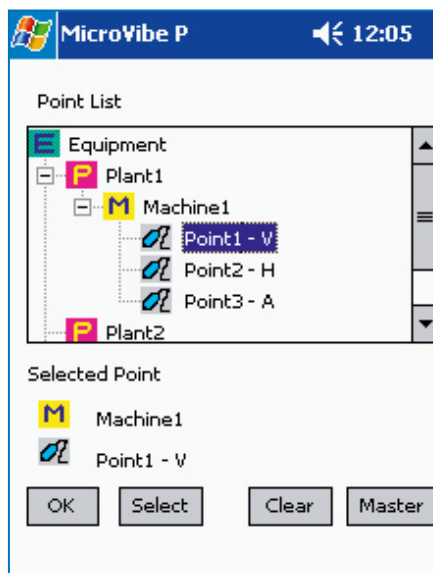 MicroVibe P 12:05
Point List
E Equipment
P Plant1
M Machine1
Point1 - V
Point2 - H
Point3 - A
P Plant2
Selected Point
M Machine1
Point1 - V
OK Select Clear Master